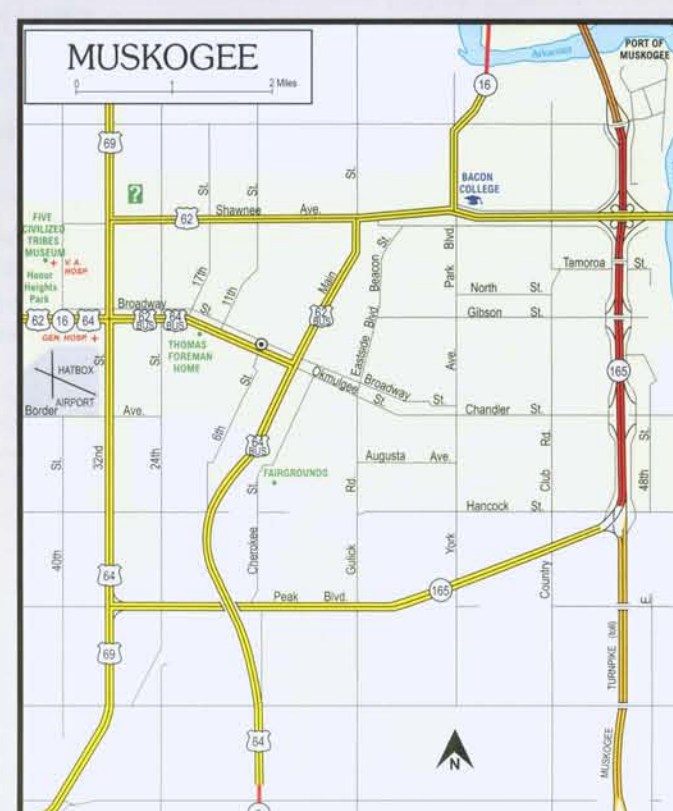 MUSKOGEE
0 1 2 Miles
PORT OF
MUSKOGEE
Arkansas
16
69
BACON
COLLEGE
?
St.
St.
St.
62
Shawnee Ave.
FIVE
CIVILIZED
TRIBES
MUSEUM
V. A.
HOSP.
Honor
Heights
Park
17th
11th
Main
Beacon St.
Park Blvd.
Tamoroa St.
North St.
Gibson St.
Broadway
62 16 64
62
BUS
64
BUS
St.
62
BUS
GEN. HOSP.
THOMAS
FOREMAN
HOME
Eastside Blvd.
Okmulgee St.
Broadway St.
Ave.
165
HATBOX
AIRPORT
Border Ave.
St.
St.
St.
6th
Chandler St.
64
BUS
Augusta Ave.
FAIRGROUNDS
St.
32nd
24th
St.
Rd.
Club Rd.
48th St.
Hancock St.
40th
Cherokee
Gulick
York
Country
E.
64
Peak Blvd.
165
69
TURNPIKE (toll)
MUSKOGEE
64
N